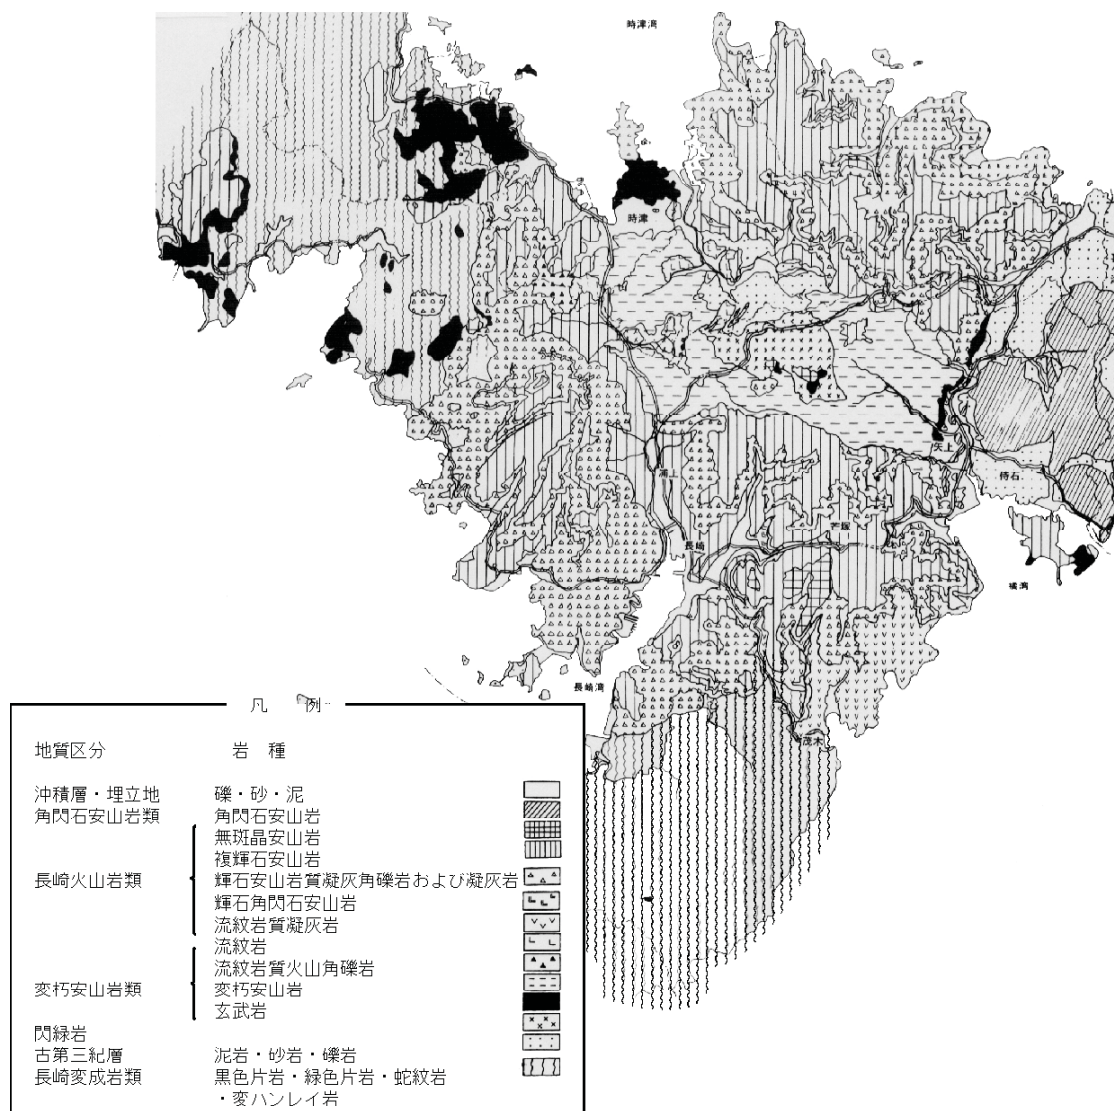 時津湾
時津
矢上
侍石
浦上
芒塚
長崎
橘湾
長崎湾
茂木
凡 例
地質区分 岩 種
沖積層・埋立地 礫・砂・泥
角閃石安山岩類 角閃石安山岩
無斑晶安山岩
複輝石安山岩
長崎火山岩類 輝石安山岩質凝灰角礫岩および凝灰岩
輝石角閃石安山岩
流紋岩質凝灰岩
流紋岩
流紋岩質火山角礫岩
変朽安山岩類 変朽安山岩
玄武岩
閃緑岩
古第三紀層 泥岩・砂岩・礫岩
長崎変成岩類 黒色片岩・緑色片岩・蛇紋岩
・変ハンレイ岩